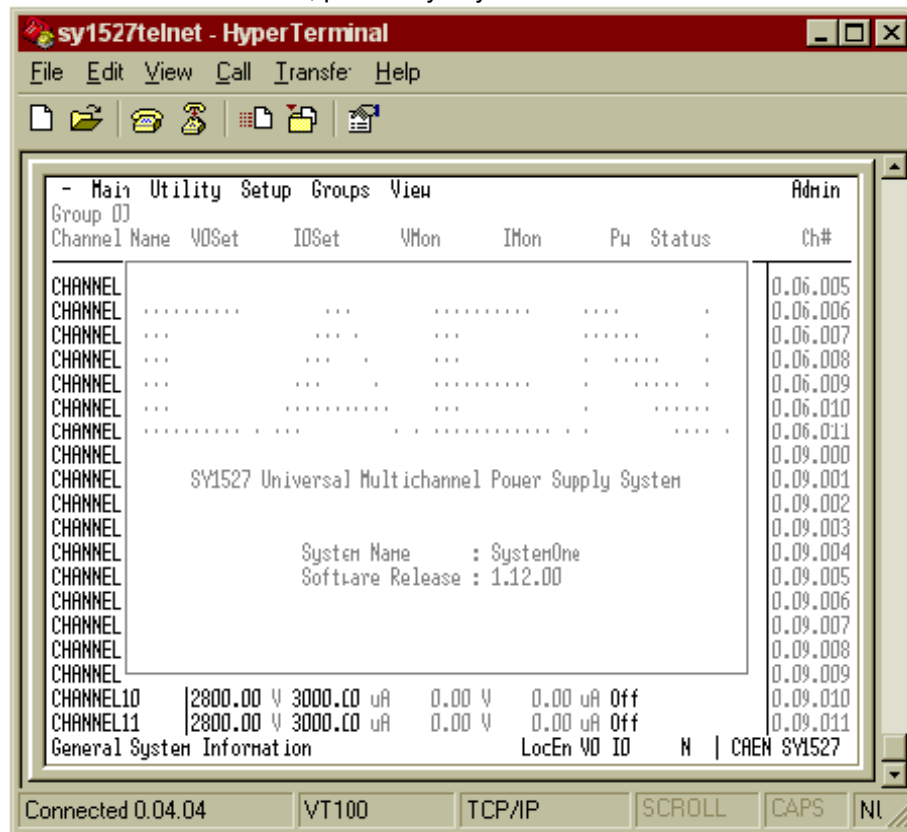 sy1527telnet - HyperTerminal
File Edit View Call Transfer Help
- Main Utility Setup Groups View Admin
Group 0]
Channel Name V0Set I0Set VMon IMon Pw Status Ch#
CHANNEL 0.06.005
CHANNEL 0.06.006
CHANNEL 0.06.007
CHANNEL 0.06.008
CHANNEL 0.06.009
CHANNEL 0.06.010
CHANNEL 0.06.011
CHANNEL 0.09.000
CHANNEL SY1527 Universal Multichannel Power Supply System 0.09.001
CHANNEL 0.09.002
CHANNEL 0.09.003
CHANNEL System Name : SystemOne 0.09.004
CHANNEL Software Release : 1.12.00 0.09.005
CHANNEL 0.09.006
CHANNEL 0.09.007
CHANNEL 0.09.008
CHANNEL 0.09.009
CHANNEL10 2800.00 V 3000.00 uA 0.00 V 0.00 uA Off 0.09.010
CHANNEL11 2800.00 V 3000.00 uA 0.00 V 0.00 uA Off 0.09.011
General System Information LocEn V0 I0 N | CAEN SY1527
Connected 0.04.04 VT100 TCP/IP SCROLL CAPS